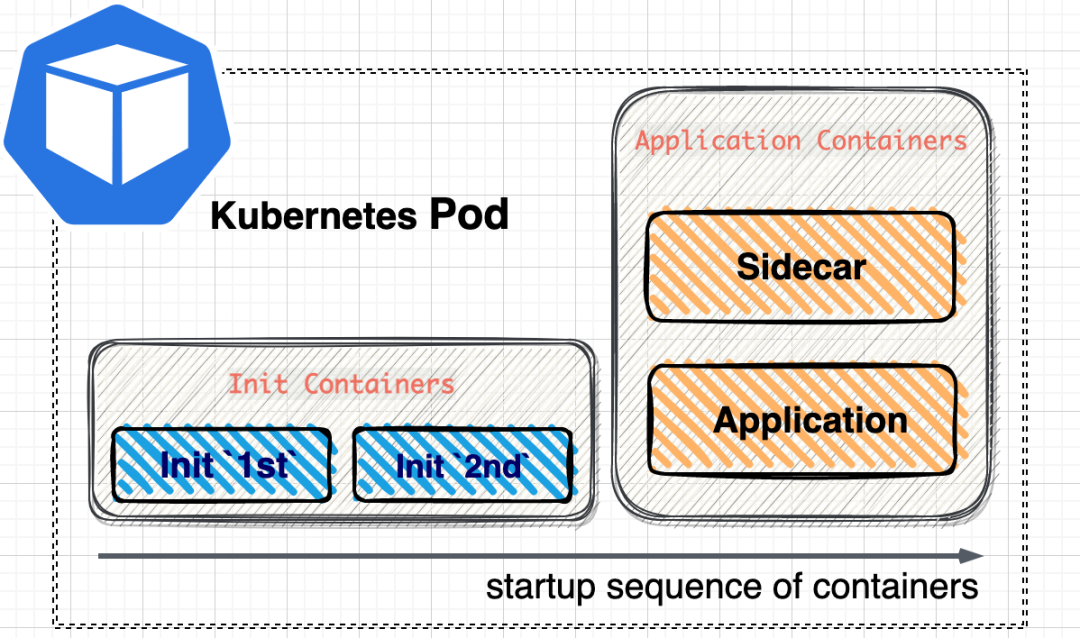 Application Containers
Kubernetes Pod
Sidecar
Init Containers
Application
Init `1st`
Init `2nd`
startup sequence of containers